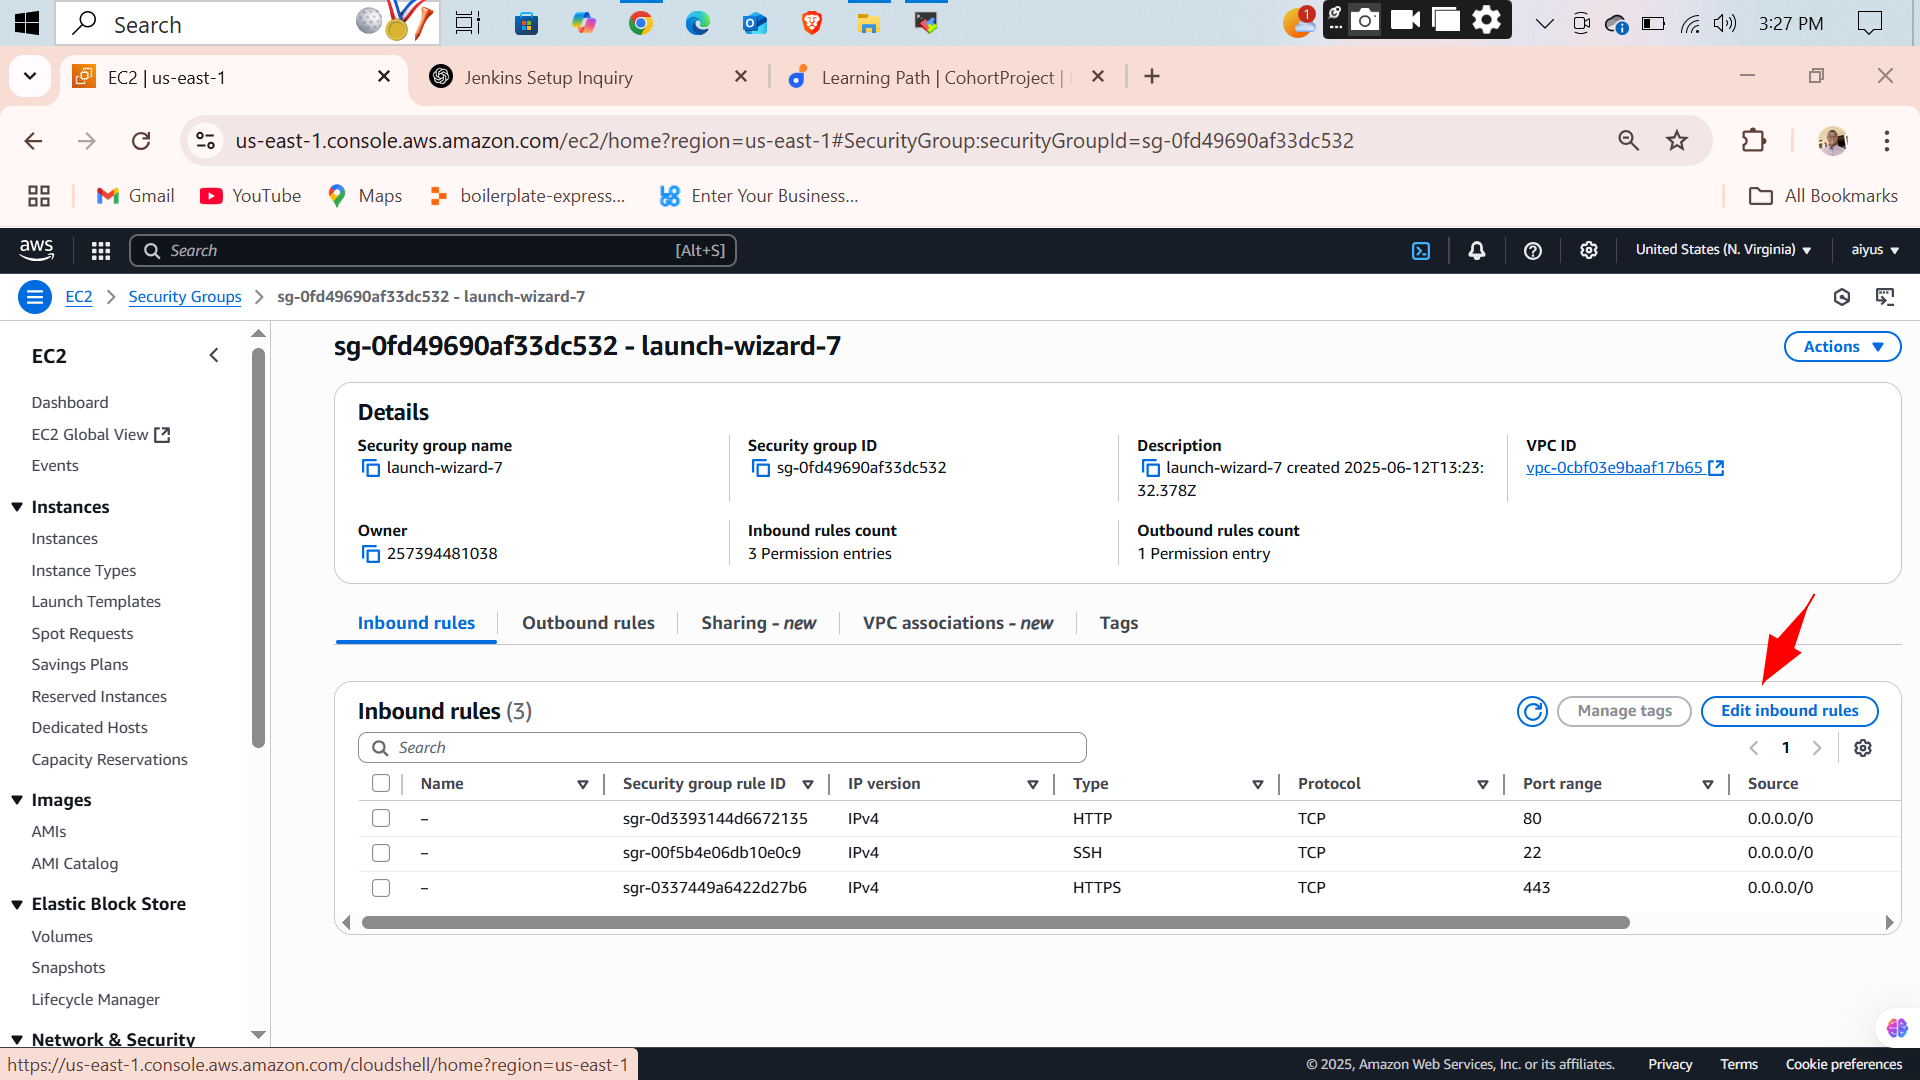 Search
1
3:27 PM
EC2 | us-east-1
Jenkins Setup Inquiry
Learning Path | CohortProject |
us-east-1.console.aws.amazon.com/ec2/home?region=us-east-1#SecurityGroup:securityGroupId=sg-0fd49690af33dc532
Gmail
YouTube
Maps
boilerplate-express...
Enter Your Business...
All Bookmarks
aws
Search
[Alt+S]
United States (N. Virginia)
aiyus
EC2
Security Groups
sg-0fd49690af33dc532 - launch-wizard-7
EC2
Dashboard
EC2 Global View
Events
Instances
Instances
Instance Types
Launch Templates
Spot Requests
Savings Plans
Reserved Instances
Dedicated Hosts
Capacity Reservations
Images
AMIs
AMI Catalog
Elastic Block Store
Volumes
Snapshots
Lifecycle Manager
Network & Security
sg-0fd49690af33dc532 - launch-wizard-7
Actions
Details
Security group name
launch-wizard-7
Security group ID
sg-0fd49690af33dc532
Description
launch-wizard-7 created 2025-06-12T13:23:
32.378Z
VPC ID
vpc-0cbf03e9baaf17b65
Owner
257394481038
Inbound rules count
3 Permission entries
Outbound rules count
1 Permission entry
Inbound rules
Outbound rules
Sharing - new
VPC associations - new
Tags
Inbound rules (3)
Manage tags
Edit inbound rules
Search
1
Name Security group rule ID IP version Type Protocol Port range Source
– sgr-0d3393144d6672135 IPv4 HTTP TCP 80 0.0.0.0/0
– sgr-00f5b4e06db10e0c9 IPv4 SSH TCP 22 0.0.0.0/0
– sgr-0337449a6422d27b6 IPv4 HTTPS TCP 443 0.0.0.0/0
https://us-east-1.console.aws.amazon.com/cloudshell/home?region=us-east-1
© 2025, Amazon Web Services, Inc. or its affiliates.
Privacy
Terms
Cookie preferences